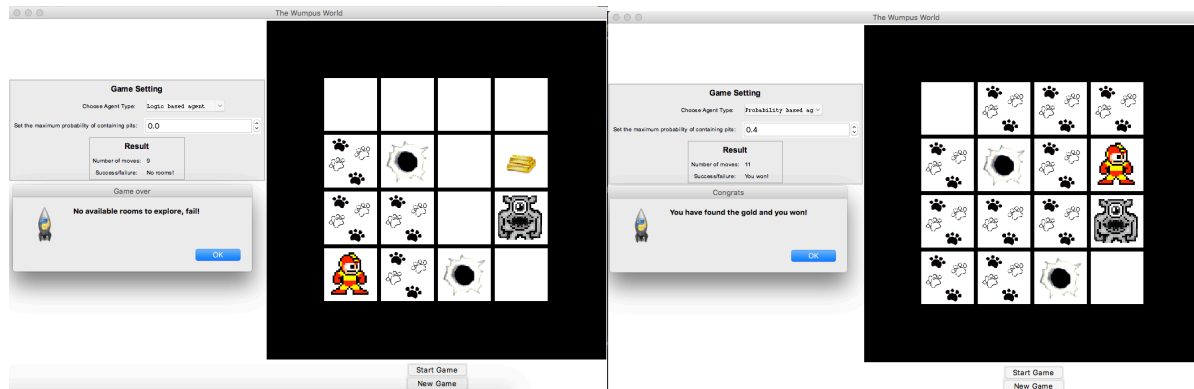 The Wumpus World
Game Setting
Choose Agent Type: Logic based agent
Set the maximum probability of containing pits: 0.0
Result
Number of moves: 9
Success/failure: No rooms!
Game over
No available rooms to explore, fail!
OK
Start Game
New Game
The Wumpus World
Game Setting
Choose Agent Type: Probability based ag
Set the maximum probability of containing pits: 0.4
Result
Number of moves: 11
Success/failure: You won!
Congrats
You have found the gold and you won!
OK
Start Game
New Game